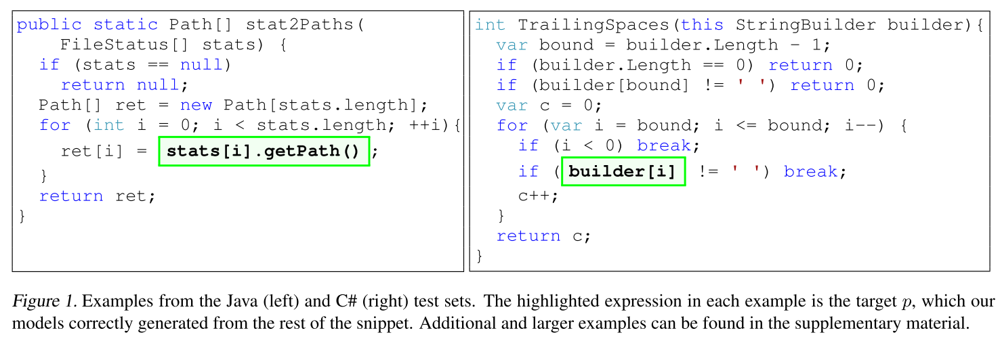 public static Path[] stat2Paths(
    FileStatus[] stats) {
  if (stats == null)
    return null;
  Path[] ret = new Path[stats.length];
  for (int i = 0; i < stats.length; ++i){
    ret[i] = stats[i].getPath() ;
  }
  return ret;
}
int TrailingSpaces(this StringBuilder builder){
  var bound = builder.Length - 1;
  if (builder.Length == 0) return 0;
  if (builder[bound] != ' ') return 0;
  var c = 0;
  for (var i = bound; i <= bound; i--) {
    if (i < 0) break;
    if ( builder[i] != ' ') break;
    c++;
  }
  return c;
}
Figure 1. Examples from the Java (left) and C# (right) test sets. The highlighted expression in each example is the target p, which our
models correctly generated from the rest of the snippet. Additional and larger examples can be found in the supplementary material.